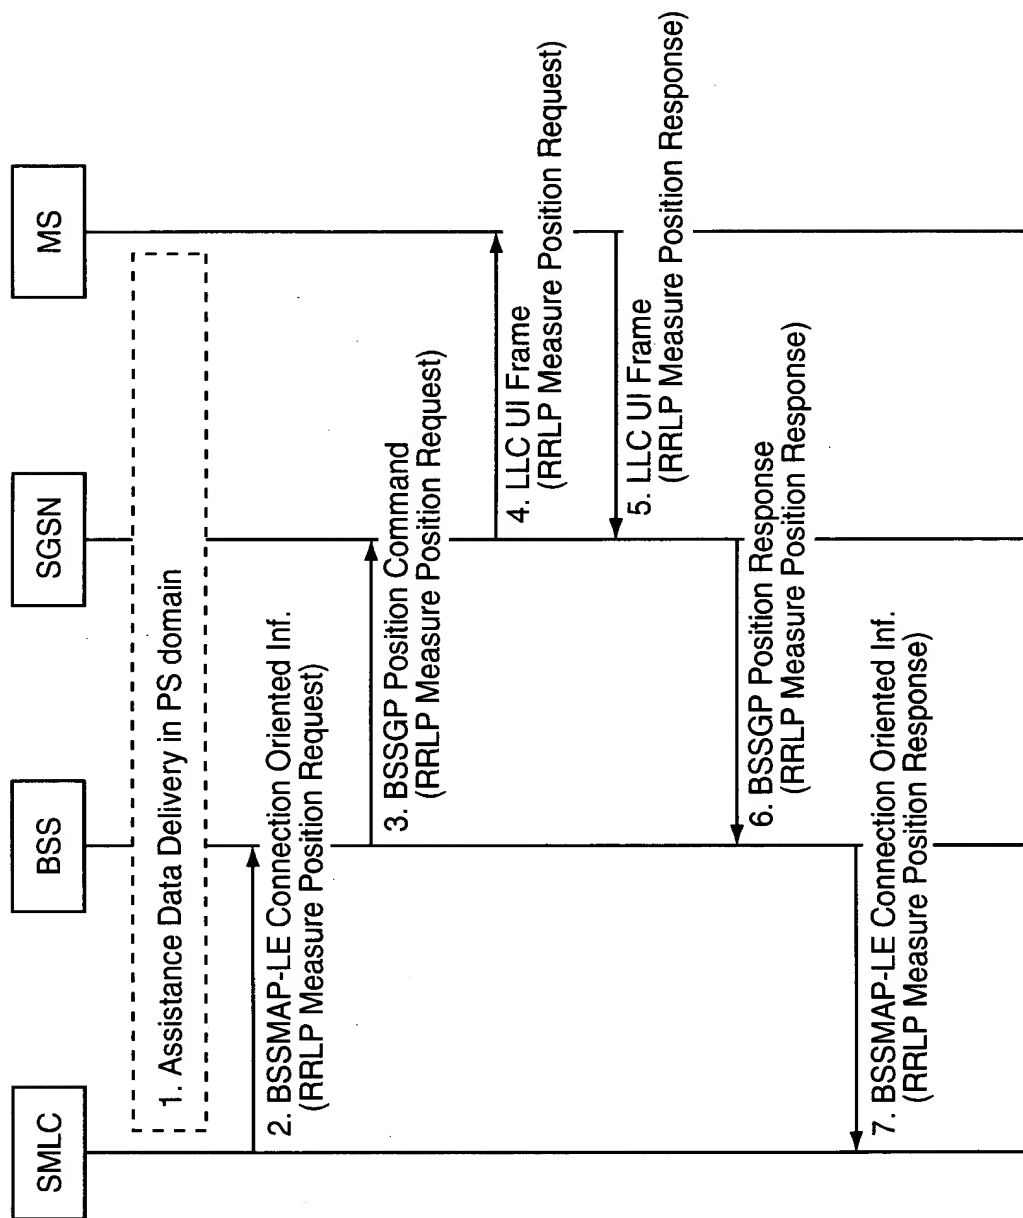 SMLC
BSS
SGSN
MS
1. Assistance Data Delivery in PS domain
2. BSSMAP-LE Connection Oriented Inf.
(RRLP Measure Position Request)
3. BSSGP Position Command
(RRLP Measure Position Request)
4. LLC UI Frame
(RRLP Measure Position Request)
5. LLC UI Frame
(RRLP Measure Position Response)
6. BSSGP Position Response
(RRLP Measure Position Response)
7. BSSMAP-LE Connection Oriented Inf.
(RRLP Measure Position Response)